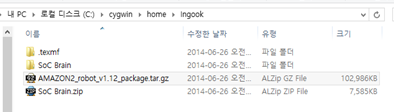 내 PC ▸ 로컬 디스크 (C:) ▸ cygwin ▸ home ▸ Ingook
이름 수정한 날짜 유형 크기
.texmf 2014-06-26 오전... 파일 폴더
SoC Brain 2014-06-26 오전... 파일 폴더
AMAZON2_robot_v1.12_package.tar.gz 2014-06-26 오전... ALZip GZ File 102,986KB
SoC Brain.zip 2014-06-26 오전... ALZip ZIP File 7,585KB